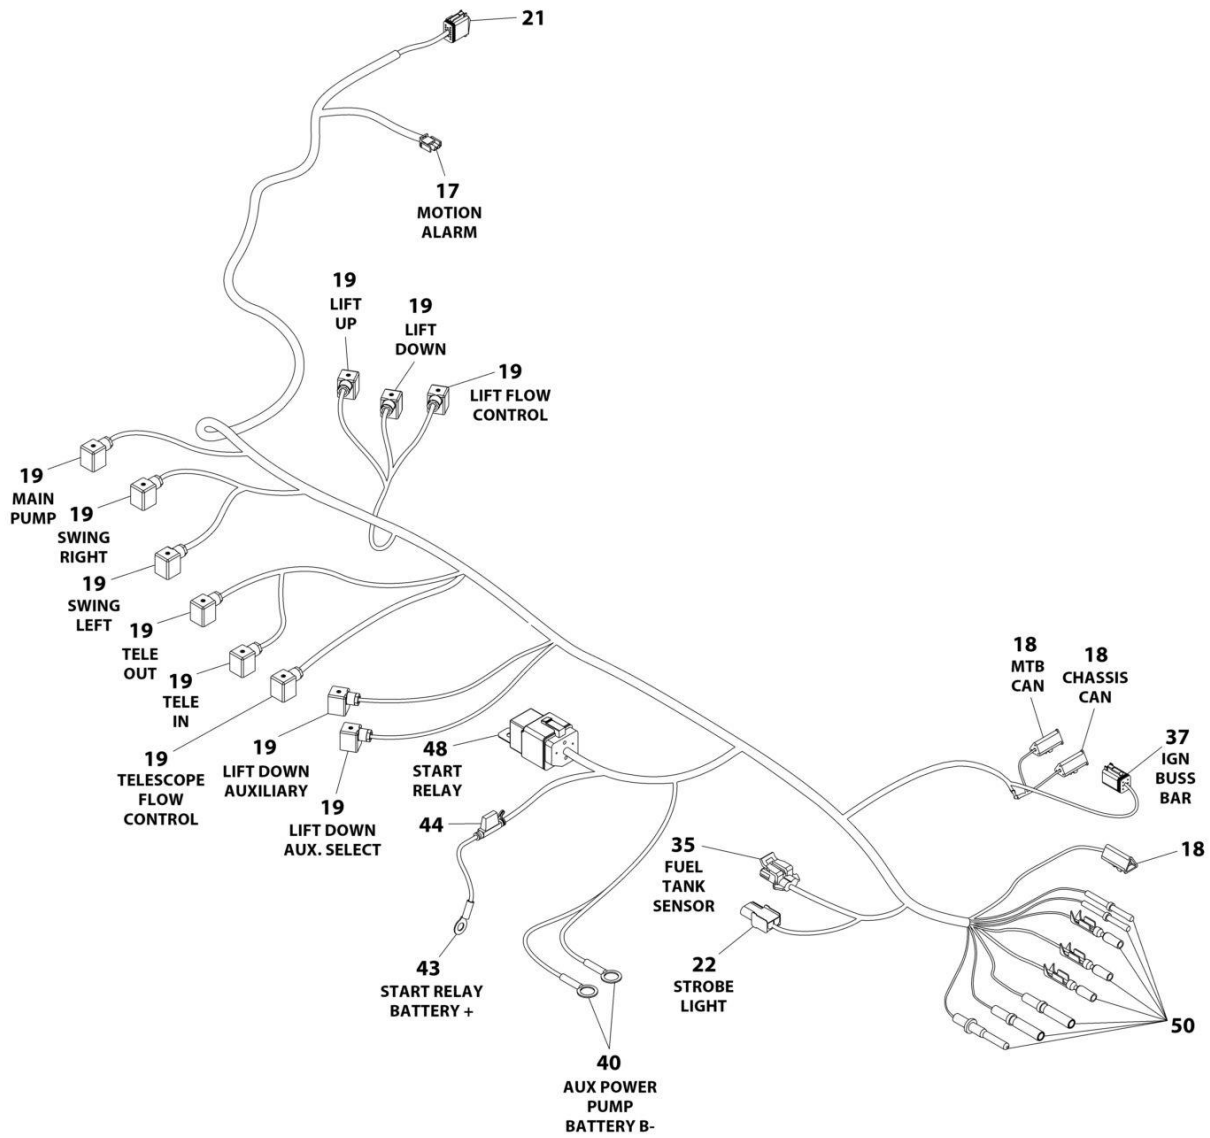 21
17
MOTION
ALARM
19
LIFT
UP
19
LIFT
DOWN
19
LIFT FLOW
CONTROL
19
MAIN
PUMP
19
SWING
RIGHT
19
SWING
LEFT
19
TELE
OUT
19
TELE
IN
19
TELESCOPE
FLOW
CONTROL
19
LIFT DOWN
AUXILIARY
19
LIFT DOWN
AUX. SELECT
48
START
RELAY
44
43
START RELAY
BATTERY +
40
AUX POWER
PUMP
BATTERY B-
35
FUEL
TANK
SENSOR
22
STROBE
LIGHT
18
MTB
CAN
18
CHASSIS
CAN
37
IGN
BUSS
BAR
18
50